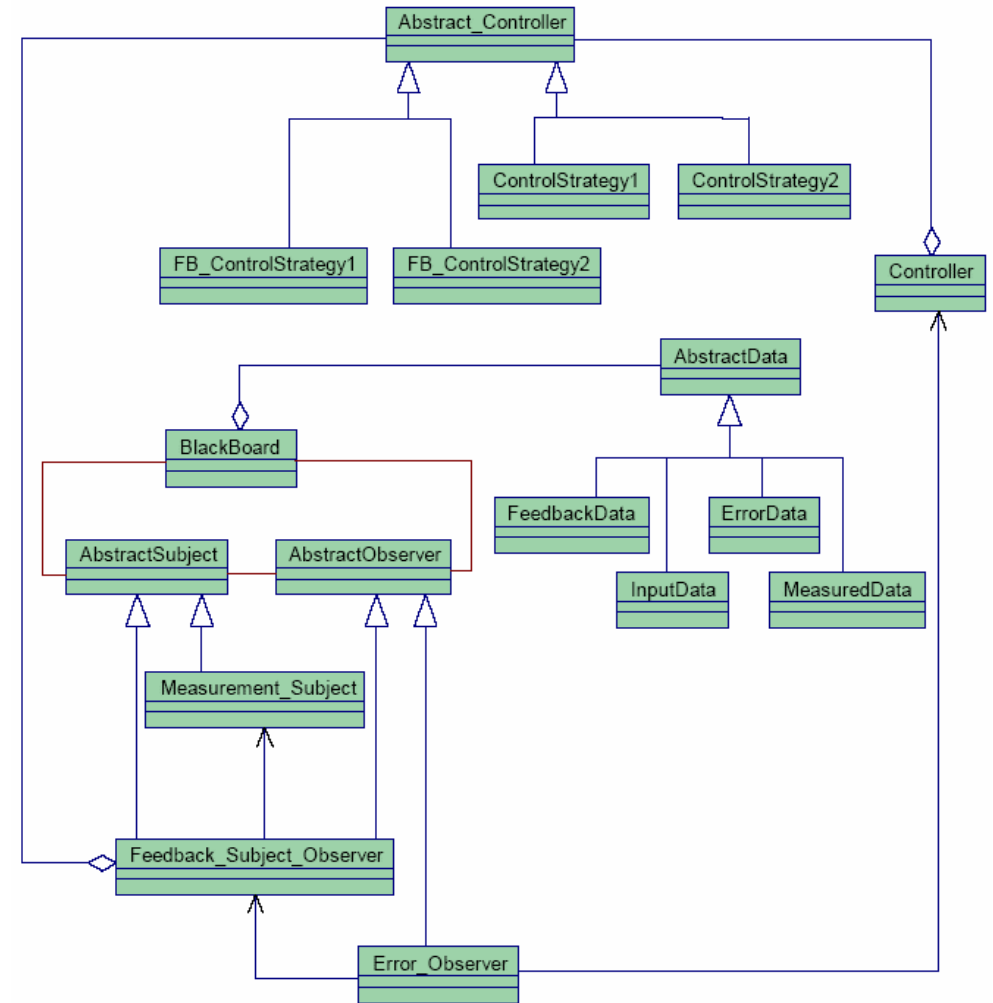 Abstract_Controller
ControlStrategy1
ControlStrategy2
FB_ControlStrategy1
FB_ControlStrategy2
Controller
AbstractData
BlackBoard
FeedbackData
ErrorData
AbstractSubject
AbstractObserver
InputData
MeasuredData
Measurement_Subject
Feedback_Subject_Observer
Error_Observer